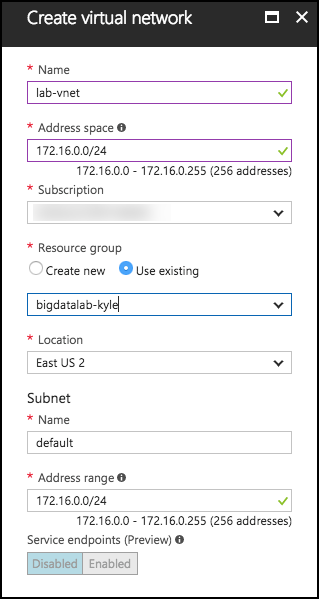 Create virtual network
* Name
lab-vnet
* Address space
172.16.0.0/24
172.16.0.0 - 172.16.0.255 (256 addresses)
* Subscription
* Resource group
Create new Use existing
bigdatalab-kyle
* Location
East US 2
Subnet
* Name
default
* Address range
172.16.0.0/24
172.16.0.0 - 172.16.0.255 (256 addresses)
Service endpoints (Preview)
Disabled Enabled